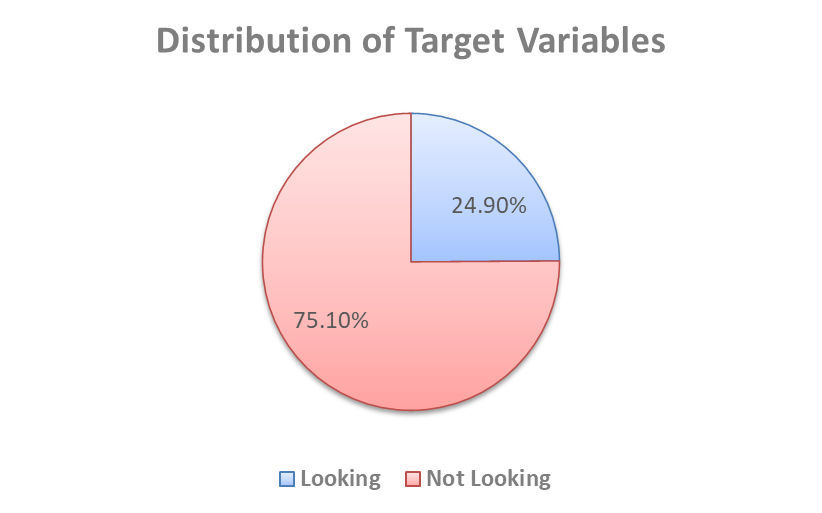 Distribution of Target Variables
24.90%
75.10%
Looking
Not Looking